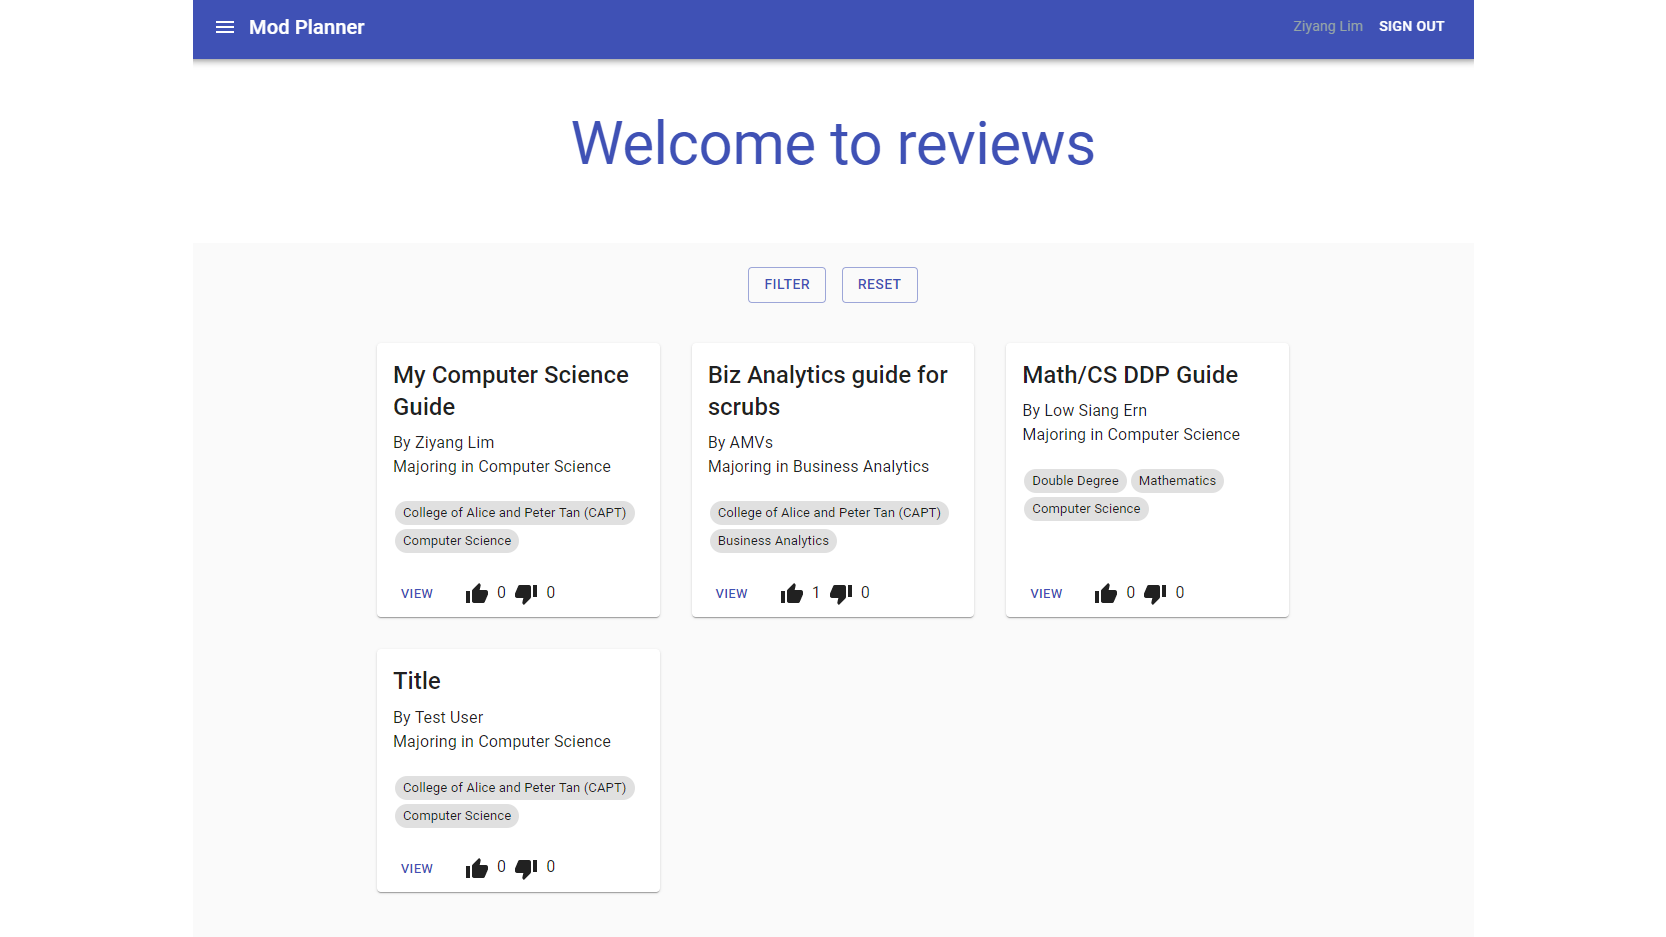 Mod Planner
Ziyang Lim SIGN OUT
Welcome to reviews
FILTER RESET
My Computer Science
Guide
By Ziyang Lim
Majoring in Computer Science
College of Alice and Peter Tan (CAPT)
Computer Science
VIEW 0 0
Biz Analytics guide for
scrubs
By AMVs
Majoring in Business Analytics
College of Alice and Peter Tan (CAPT)
Business Analytics
VIEW 1 0
Math/CS DDP Guide
By Low Siang Ern
Majoring in Computer Science
Double Degree Mathematics
Computer Science
VIEW 0 0
Title
By Test User
Majoring in Computer Science
College of Alice and Peter Tan (CAPT)
Computer Science
VIEW 0 0